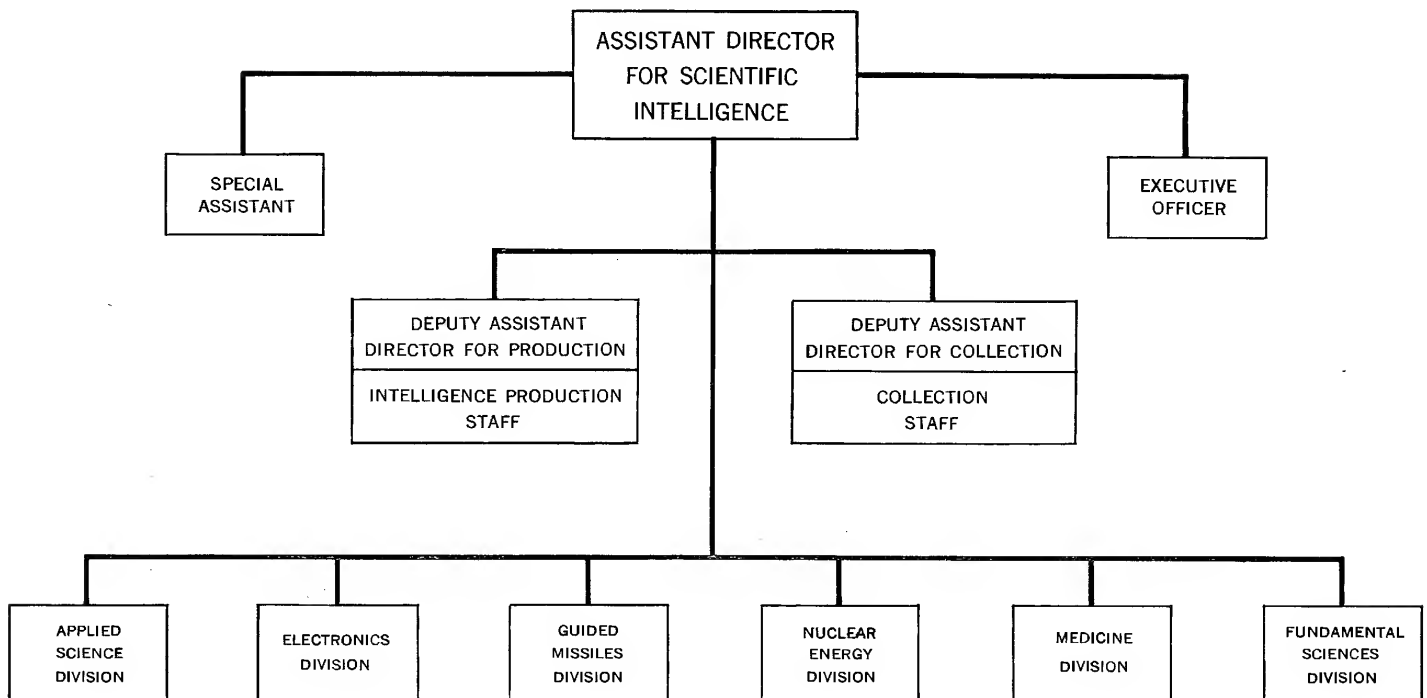 ASSISTANT DIRECTOR
FOR SCIENTIFIC
INTELLIGENCE
SPECIAL
ASSISTANT
EXECUTIVE
OFFICER
DEPUTY ASSISTANT
DIRECTOR FOR PRODUCTION
INTELLIGENCE PRODUCTION
STAFF
DEPUTY ASSISTANT
DIRECTOR FOR COLLECTION
COLLECTION
STAFF
APPLIED
SCIENCE
DIVISION
ELECTRONICS
DIVISION
GUIDED
MISSILES
DIVISION
NUCLEAR
ENERGY
DIVISION
MEDICINE
DIVISION
FUNDAMENTAL
SCIENCES
DIVISION